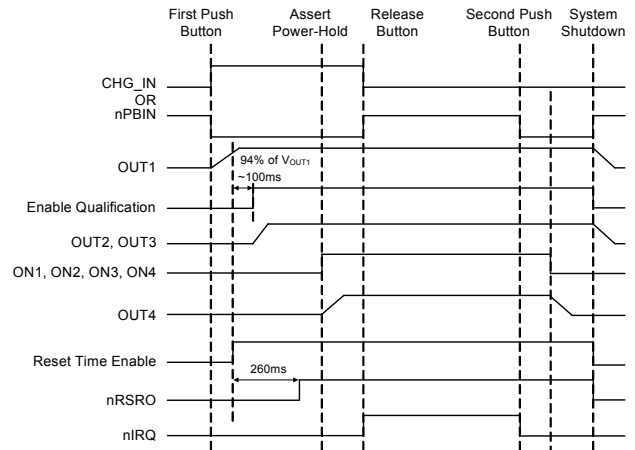 First Push Button
Assert Power-Hold
Release Button
Second Push Button
System Shutdown
CHG_IN
OR
nPBIN
OUT1
94% of VOUT1
~100ms
Enable Qualification
OUT2, OUT3
ON1, ON2, ON3, ON4
OUT4
Reset Time Enable
260ms
nRSRO
nIRQ